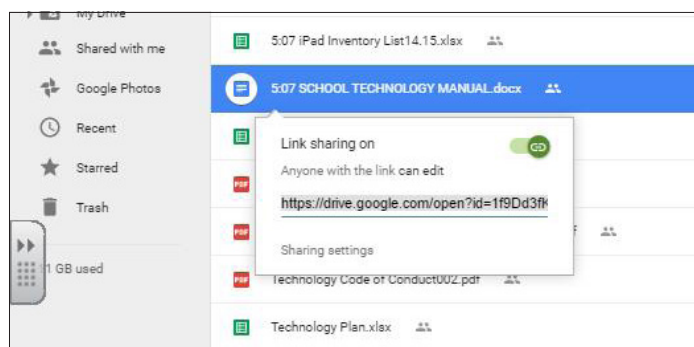 My Drive
Shared with me
Google Photos
Recent
Starred
Trash
1 GB used
5:07 iPad Inventory List14.15.xlsx
5:07 SCHOOL TECHNOLOGY MANUAL.docx
PDF
PDF
PDF
Link sharing on
Anyone with the link can edit
https://drive.google.com/open?id=1f9Dd3fK
Sharing settings
Technology Code of Conduct002.pdf
Technology Plan.xlsx